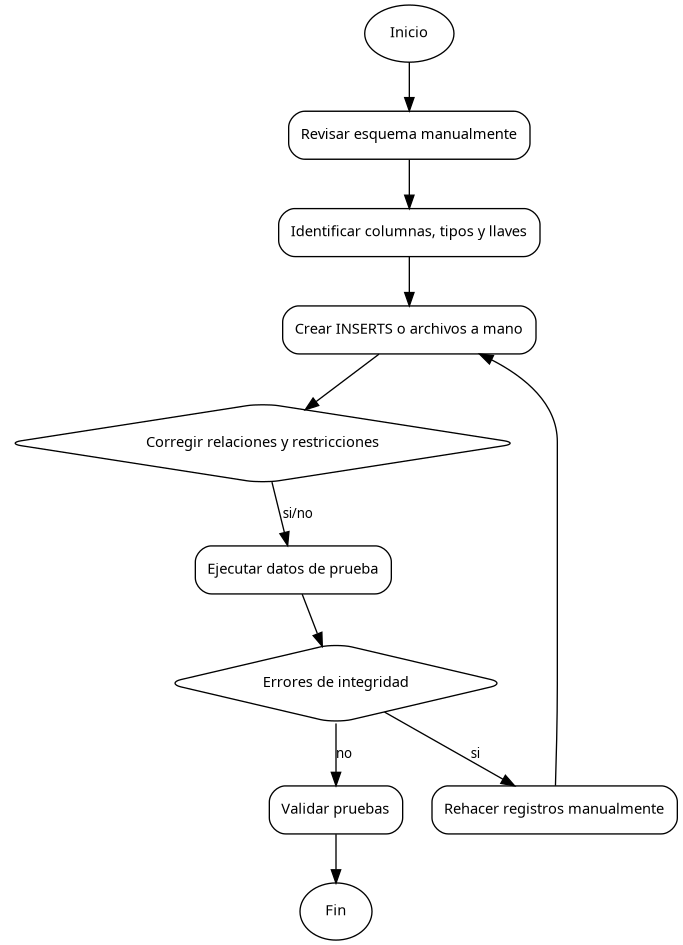 Inicio
Revisar esquema manualmente
Identificar columnas, tipos y llaves
Crear INSERTS o archivos a mano
Corregir relaciones y restricciones
si/no
Ejecutar datos de prueba
Errores de integridad
no
si
Validar pruebas
Rehacer registros manualmente
Fin